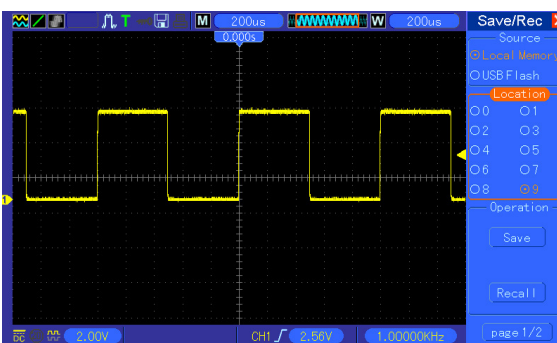 T M 200us W 200us Save/Rec
0.000s
Source
Local Memory
USB Flash
Location
0 1
2 3
4 5
6 7
8 9
Operation
Save
Recall
1
DC 2.00V CH1 2.56V 1.00000KHz page 1/2